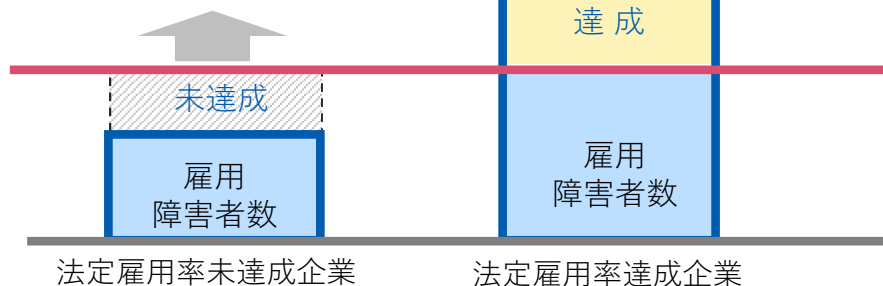 達成
未達成
雇用
障害者数
雇用
障害者数
法定雇用率未達成企業
法定雇用率達成企業